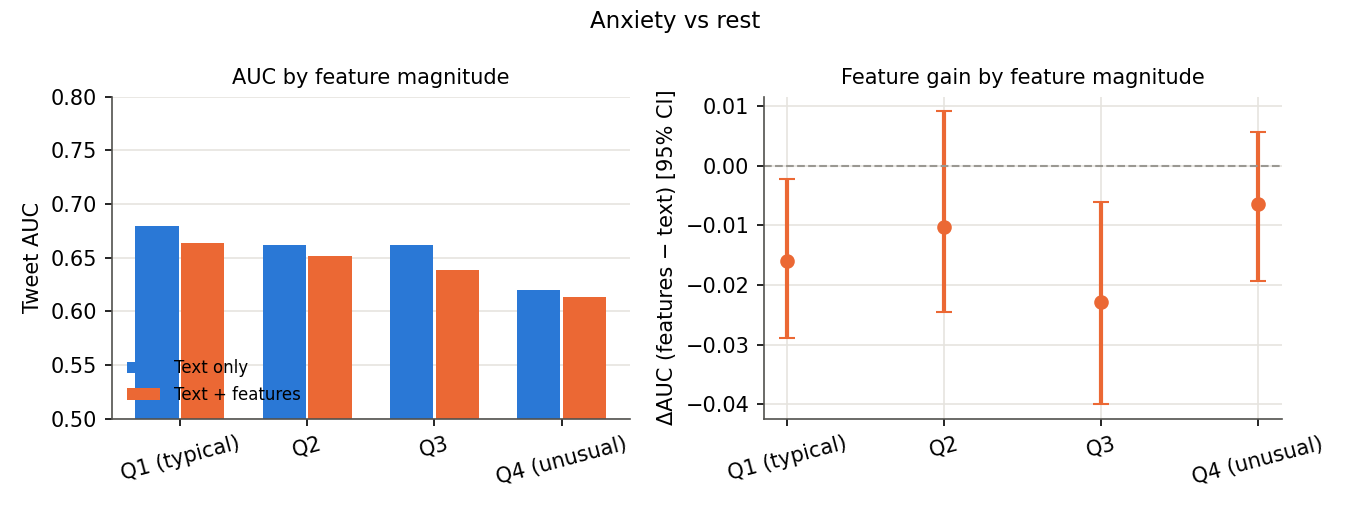 Anxiety vs rest
AUC by feature magnitude
Tweet AUC
0.80
0.75
0.70
0.65
0.60
0.55
0.50
Text only
Text + features
Q1 (typical)
Q2
Q3
Q4 (unusual)
Feature gain by feature magnitude
ΔAUC (features − text) [95% CI]
0.01
0.00
−0.01
−0.02
−0.03
−0.04
Q1 (typical)
Q2
Q3
Q4 (unusual)